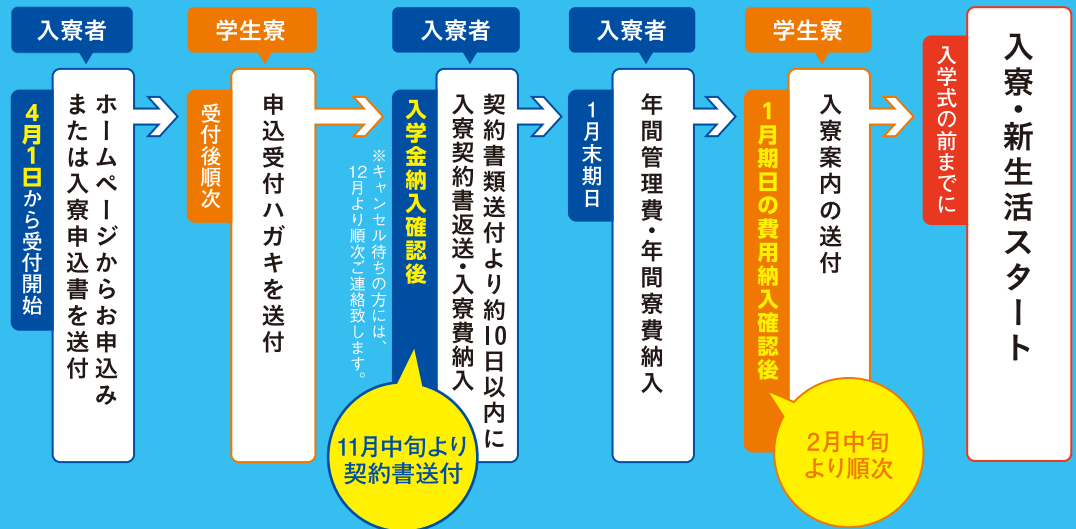 入寮者
4月1日から受付開始
ホームページからお申込み
または入寮申込書を送付
学生寮
受付後順次
申込受付ハガキを送付
入寮者
入学金納入確認後
※キャンセル待ちの方には、
12月より順次ご連絡致します。
契約書類送付より約10日以内に
入寮契約書返送・入寮費納入
11月中旬より
契約書送付
入寮者
1月末期日
年間管理費・年間寮費納入
学生寮
1月期日の費用納入確認後
入寮案内の送付
2月中旬
より順次
入学式の前までに
入寮・新生活スタート